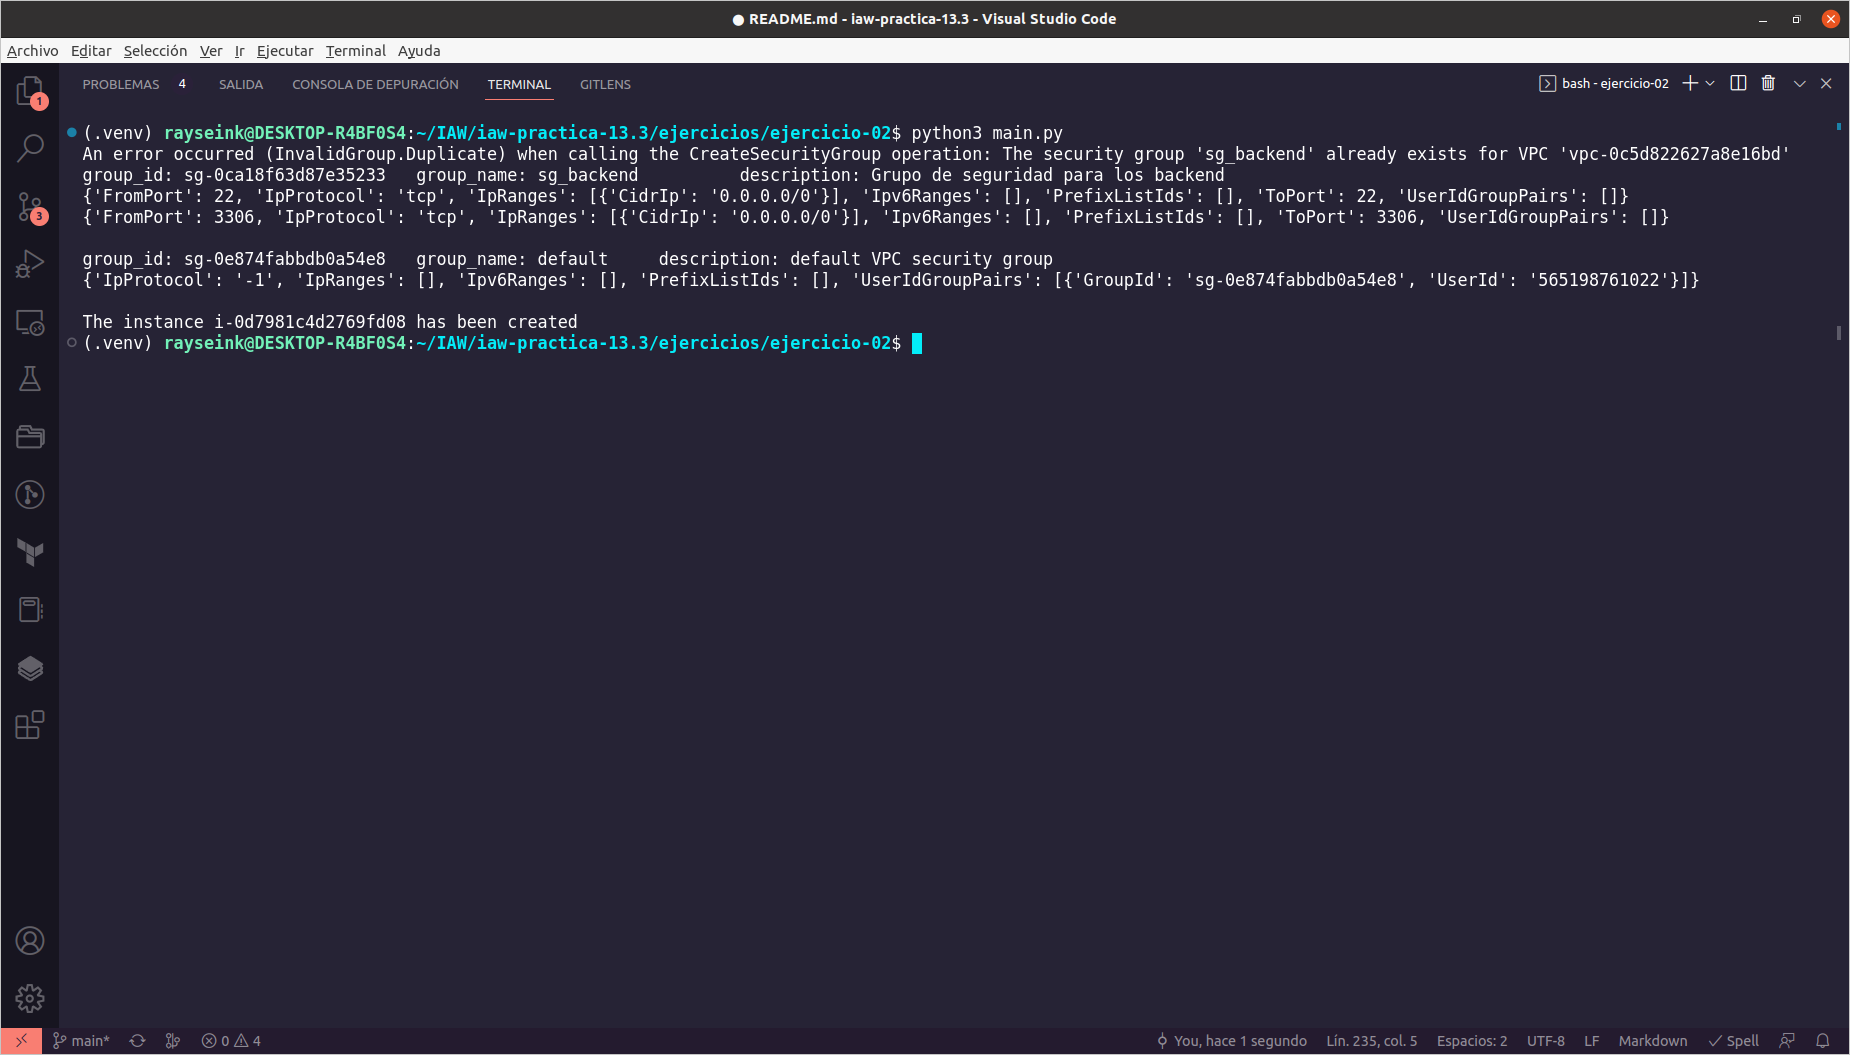 ● README.md - iaw-practica-13.3 - Visual Studio Code
Archivo Editar Selección Ver Ir Ejecutar Terminal Ayuda
PROBLEMAS 4 SALIDA CONSOLA DE DEPURACIÓN TERMINAL GITLENS bash - ejercicio-02
1
3
(.venv) rayseink@DESKTOP-R4BF0S4:~/IAW/iaw-practica-13.3/ejercicios/ejercicio-02$ python3 main.py
An error occurred (InvalidGroup.Duplicate) when calling the CreateSecurityGroup operation: The security group 'sg_backend' already exists for VPC 'vpc-0c5d822627a8e16bd'
group_id: sg-0ca18f63d87e35233 group_name: sg_backend description: Grupo de seguridad para los backend
{'FromPort': 22, 'IpProtocol': 'tcp', 'IpRanges': [{'CidrIp': '0.0.0.0/0'}], 'Ipv6Ranges': [], 'PrefixListIds': [], 'ToPort': 22, 'UserIdGroupPairs': []}
{'FromPort': 3306, 'IpProtocol': 'tcp', 'IpRanges': [{'CidrIp': '0.0.0.0/0'}], 'Ipv6Ranges': [], 'PrefixListIds': [], 'ToPort': 3306, 'UserIdGroupPairs': []}
group_id: sg-0e874fabbdb0a54e8 group_name: default description: default VPC security group
{'IpProtocol': '-1', 'IpRanges': [], 'Ipv6Ranges': [], 'PrefixListIds': [], 'UserIdGroupPairs': [{'GroupId': 'sg-0e874fabbdb0a54e8', 'UserId': '565198761022'}]}
The instance i-0d7981c4d2769fd08 has been created
(.venv) rayseink@DESKTOP-R4BF0S4:~/IAW/iaw-practica-13.3/ejercicios/ejercicio-02$
main* 0 4 You, hace 1 segundo Lín. 235, col. 5 Espacios: 2 UTF-8 LF Markdown Spell